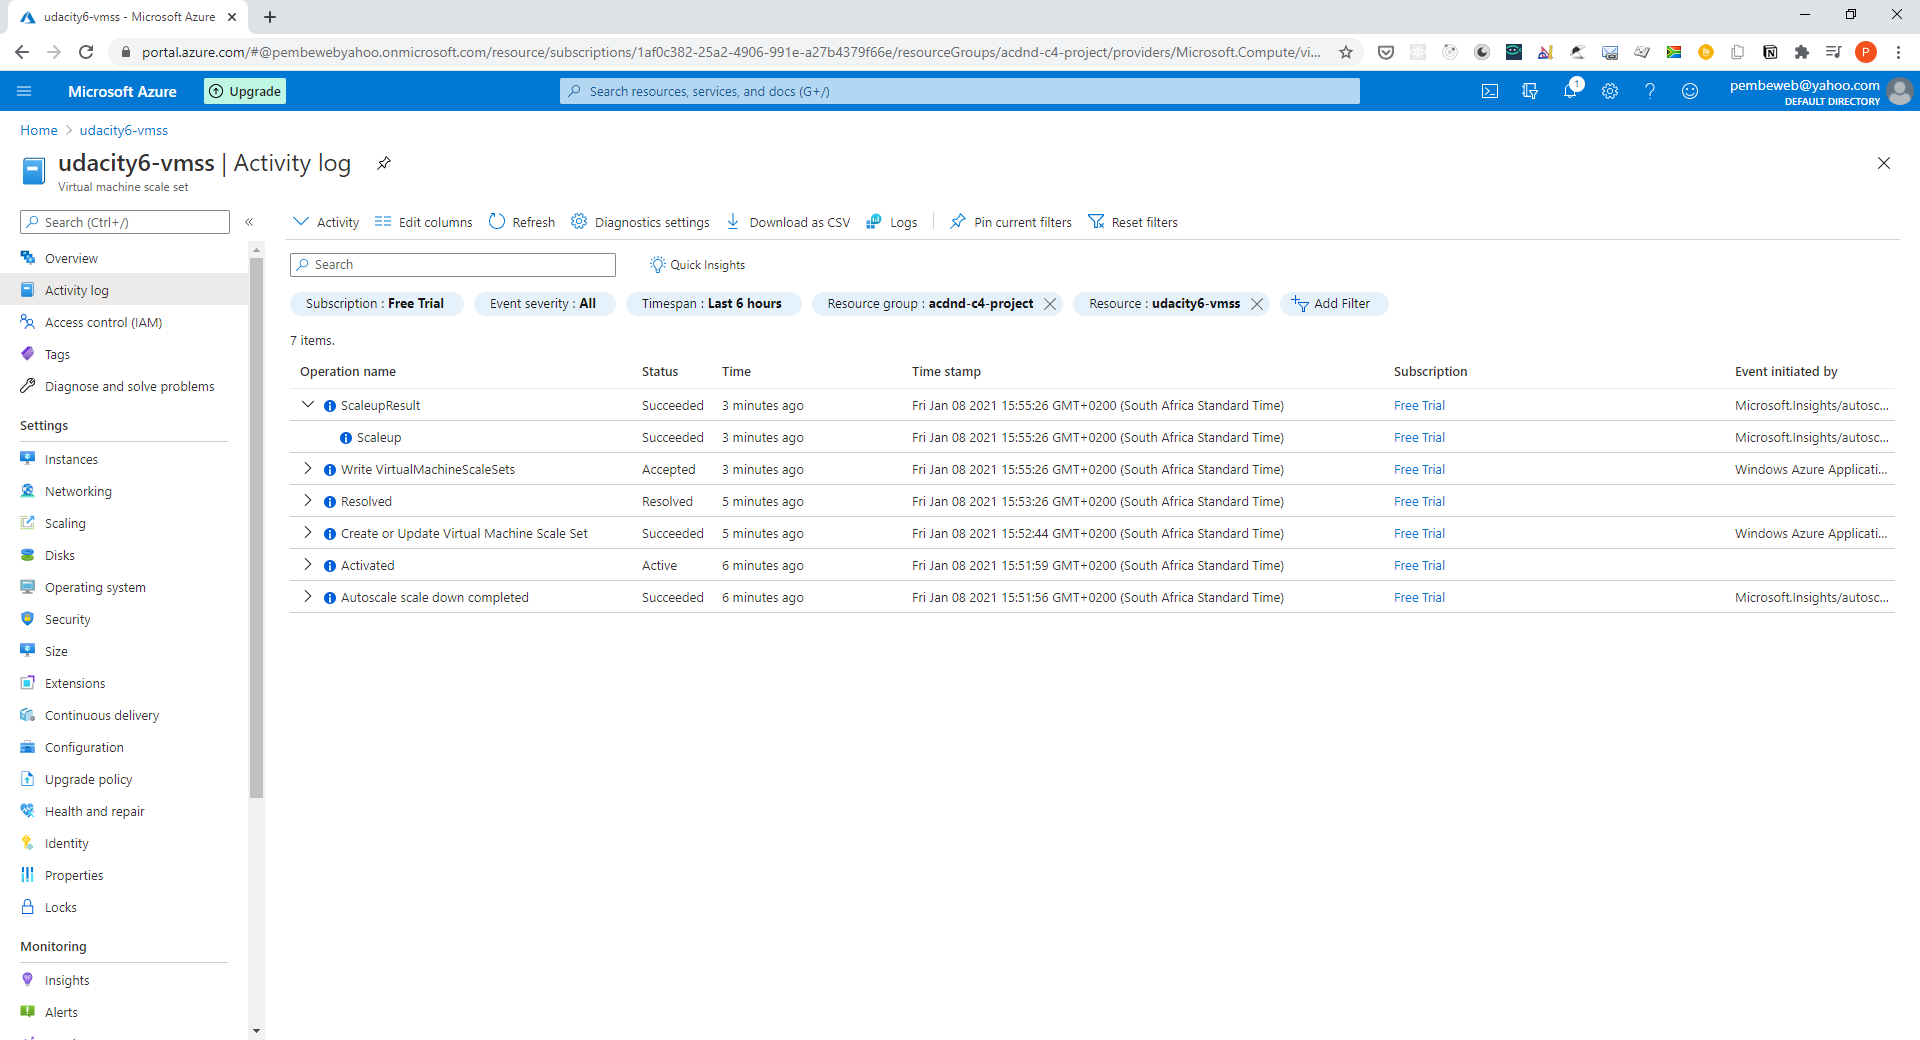 udacity6-vmss - Microsoft Azure
portal.azure.com/#@pembewebyahoo.onmicrosoft.com/resource/subscriptions/1af0c382-25a2-4906-991e-a27b4379f66e/resourceGroups/acdnd-c4-project/providers/Microsoft.Compute/vi...
P
Microsoft Azure
Upgrade
Search resources, services, and docs (G+/)
1
pembeweb@yahoo.com
DEFAULT DIRECTORY
Home > udacity6-vmss
udacity6-vmss | Activity log
Virtual machine scale set
Search (Ctrl+/)
«
Activity
Edit columns
Refresh
Diagnostics settings
Download as CSV
Logs
Pin current filters
Reset filters
Overview
Activity log
Access control (IAM)
Tags
Diagnose and solve problems
Settings
Instances
Networking
Scaling
Disks
Operating system
Security
Size
Extensions
Continuous delivery
Configuration
Upgrade policy
Health and repair
Identity
Properties
Locks
Monitoring
Insights
Alerts
Search
Quick Insights
Subscription : Free Trial
Event severity : All
Timespan : Last 6 hours
Resource group : acdnd-c4-project
Resource : udacity6-vmss
Add Filter
7 items.
Operation name Status Time Time stamp Subscription Event initiated by
ScaleupResult Succeeded 3 minutes ago Fri Jan 08 2021 15:55:26 GMT+0200 (South Africa Standard Time) Free Trial Microsoft.Insights/autosc...
Scaleup Succeeded 3 minutes ago Fri Jan 08 2021 15:55:26 GMT+0200 (South Africa Standard Time) Free Trial Microsoft.Insights/autosc...
Write VirtualMachineScaleSets Accepted 3 minutes ago Fri Jan 08 2021 15:55:26 GMT+0200 (South Africa Standard Time) Free Trial Windows Azure Applicati...
Resolved Resolved 5 minutes ago Fri Jan 08 2021 15:53:26 GMT+0200 (South Africa Standard Time) Free Trial
Create or Update Virtual Machine Scale Set Succeeded 5 minutes ago Fri Jan 08 2021 15:52:44 GMT+0200 (South Africa Standard Time) Free Trial Windows Azure Applicati...
Activated Active 6 minutes ago Fri Jan 08 2021 15:51:59 GMT+0200 (South Africa Standard Time) Free Trial
Autoscale scale down completed Succeeded 6 minutes ago Fri Jan 08 2021 15:51:56 GMT+0200 (South Africa Standard Time) Free Trial Microsoft.Insights/autosc...